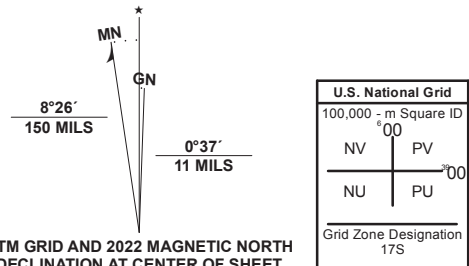 ★
MN
GN
8°26´
150 MILS
0°37´
11 MILS
TM GRID AND 2022 MAGNETIC NORTH
DECLINATION AT CENTER OF SHEET
U.S. National Grid
100,000 - m Square ID
⁶00
NV PV
³⁹00
NU PU
Grid Zone Designation
17S